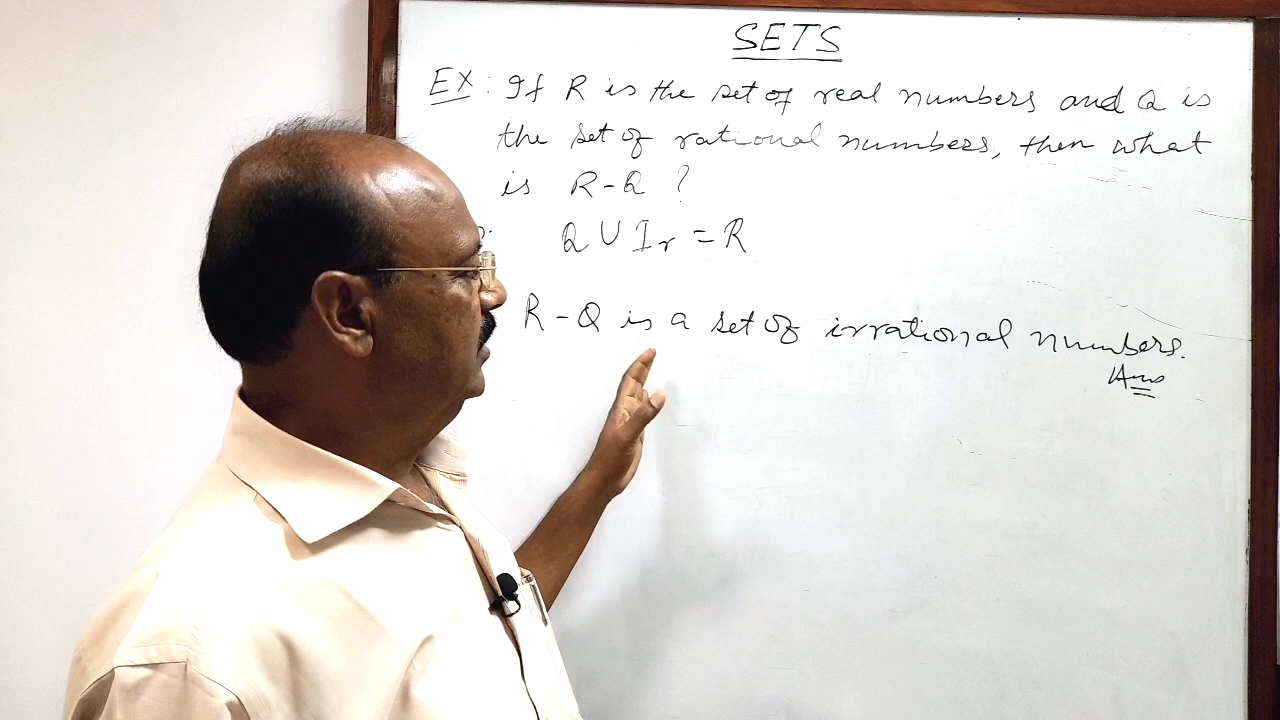 SETS
EX: If R is the set of real numbers and Q is
the set of rational numbers, then what
is R-Q ?
Q ∪ Ir = R
R-Q is a set of irrational numbers.
Ans